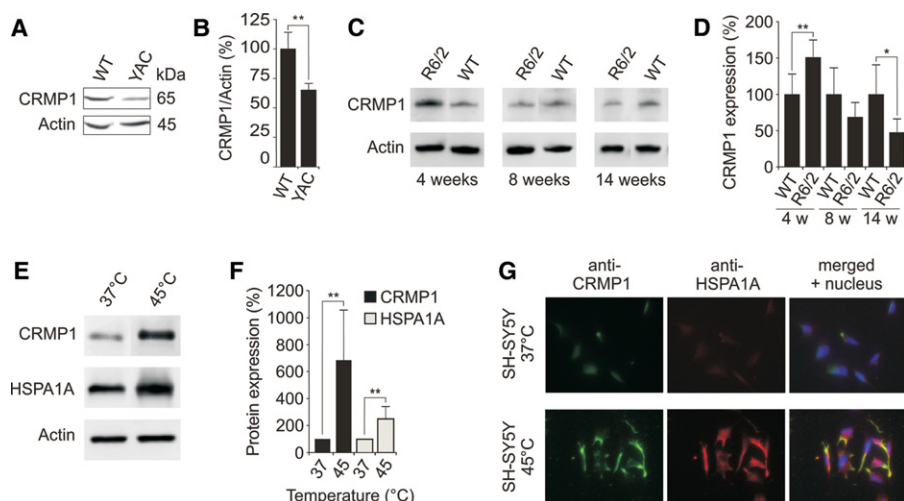 A
WT YAC kDa
CRMP1 65
Actin 45
B
CRMP1/Actin (%)
125
100
75
50
25
0
**
WT YAC
C
R6/2 WT R6/2 WT R6/2 WT
CRMP1
Actin
4 weeks 8 weeks 14 weeks
D
CRMP1 expression (%)
200
150
100
50
0
** *
WT R6/2 WT R6/2 WT R6/2
4 w 8 w 14 w
E
37°C 45°C
CRMP1
HSPA1A
Actin
F
Protein expression (%)
1200
1000
800
600
400
200
0
CRMP1
HSPA1A
** **
37 45 37 45
Temperature (°C)
G
anti-CRMP1 anti-HSPA1A merged + nucleus
SH-SY5Y 37°C
SH-SY5Y 45°C